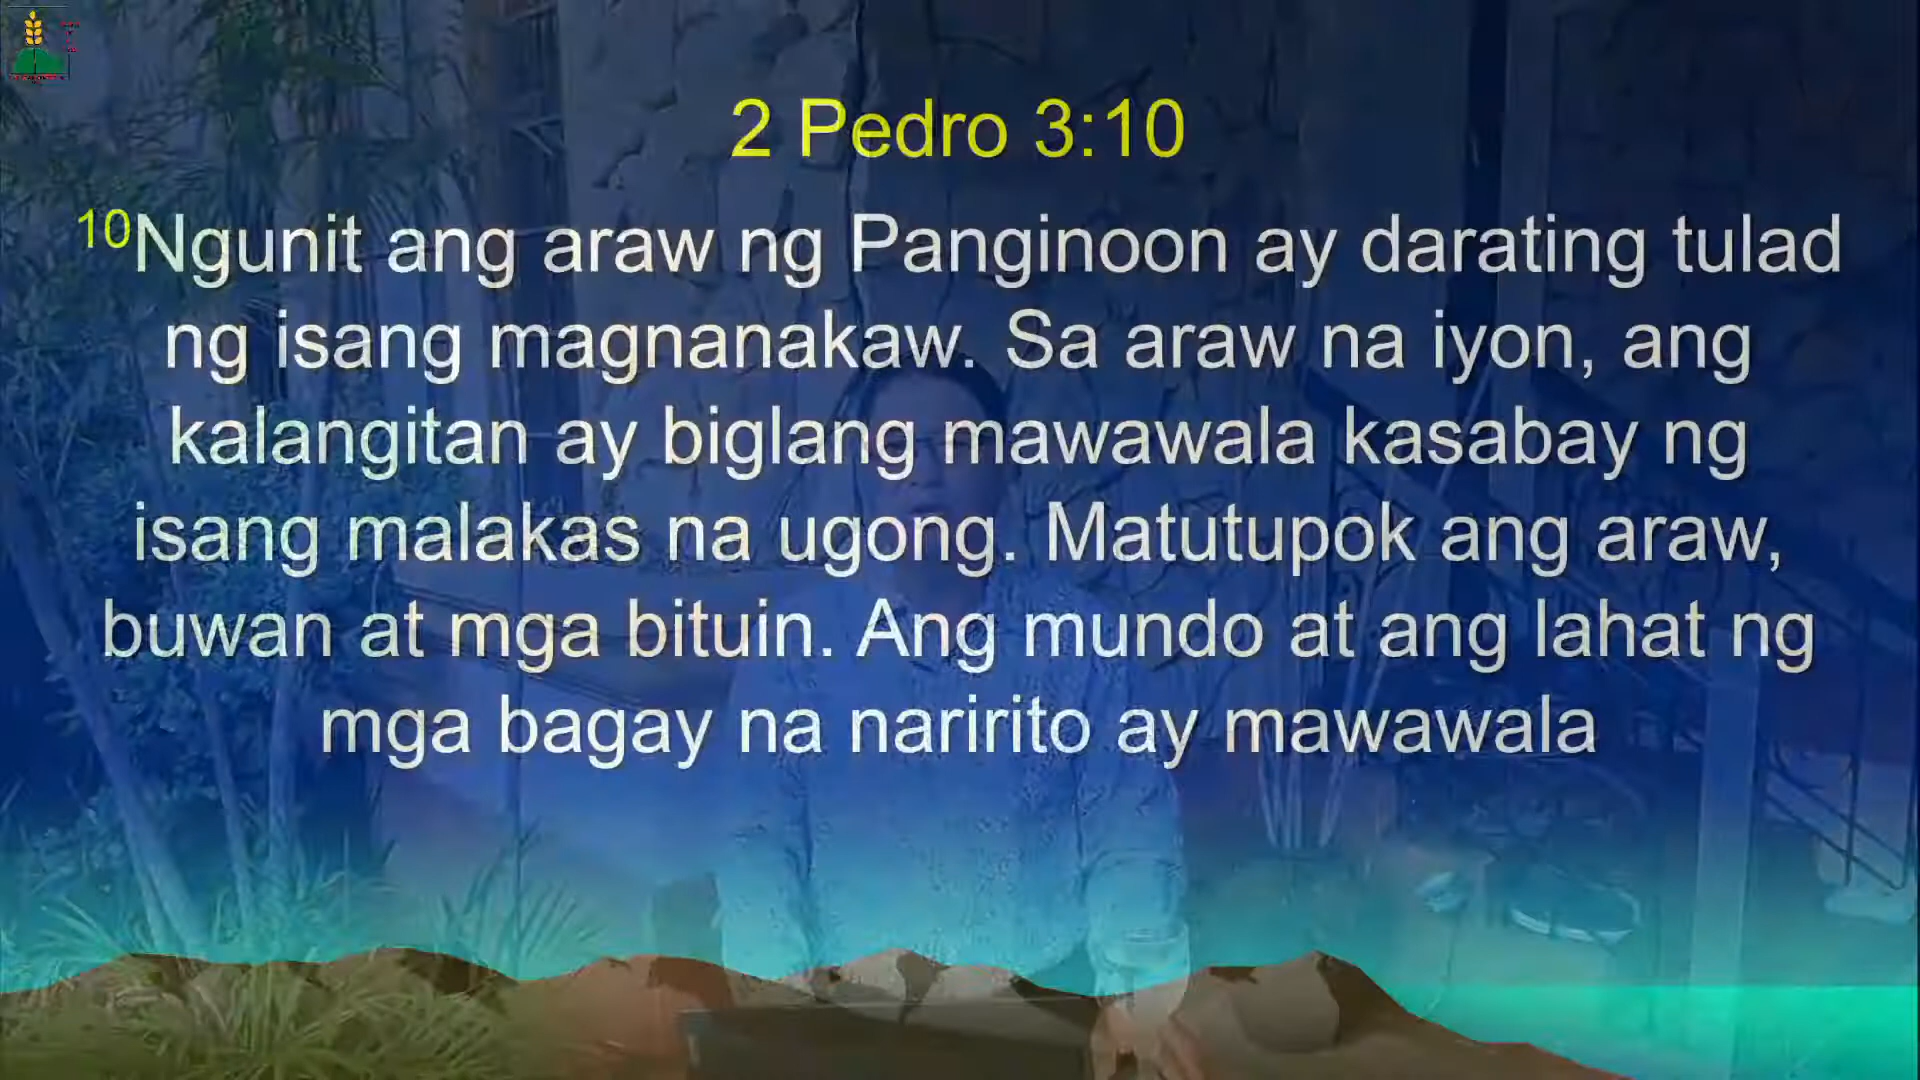 2 Pedro 3:10
10Ngunit ang araw ng Panginoon ay darating tulad
ng isang magnanakaw. Sa araw na iyon, ang
kalangitan ay biglang mawawala kasabay ng
isang malakas na ugong. Matutupok ang araw,
buwan at mga bituin. Ang mundo at ang lahat ng
mga bagay na naririto ay mawawala